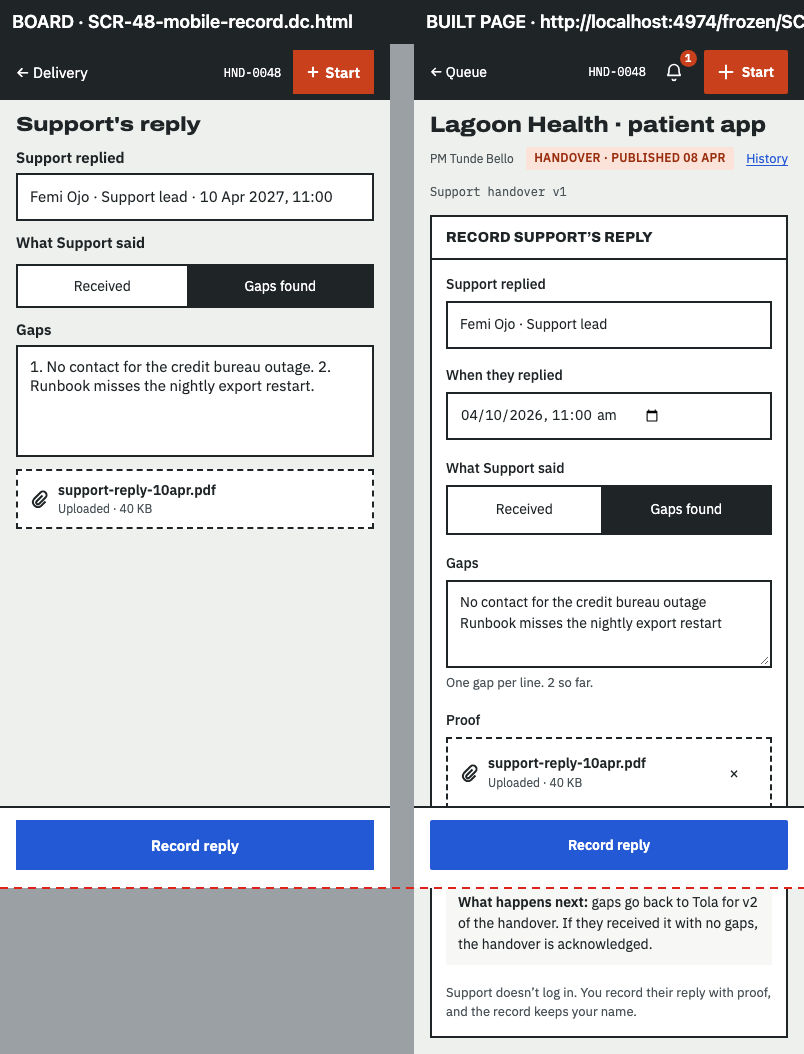 BOARD · SCR-48-mobile-record.dc.html
← Delivery
HND-0048
+ Start
Support's reply
Support replied
Femi Ojo · Support lead · 10 Apr 2027, 11:00
What Support said
Received
Gaps found
Gaps
1. No contact for the credit bureau outage. 2.
Runbook misses the nightly export restart.
support-reply-10apr.pdf
Uploaded · 40 KB
Record reply
BUILT PAGE · http://localhost:4974/frozen/SC
← Queue
HND-0048
1
+ Start
Lagoon Health · patient app
PM Tunde Bello
HANDOVER · PUBLISHED 08 APR
History
Support handover v1
RECORD SUPPORT’S REPLY
Support replied
Femi Ojo · Support lead
When they replied
04/10/2026, 11:00 am
What Support said
Received
Gaps found
Gaps
No contact for the credit bureau outage
Runbook misses the nightly export restart
One gap per line. 2 so far.
Proof
support-reply-10apr.pdf
Uploaded · 40 KB
×
Record reply
What happens next: gaps go back to Tola for v2
of the handover. If they received it with no gaps,
the handover is acknowledged.
Support doesn’t log in. You record their reply with proof,
and the record keeps your name.